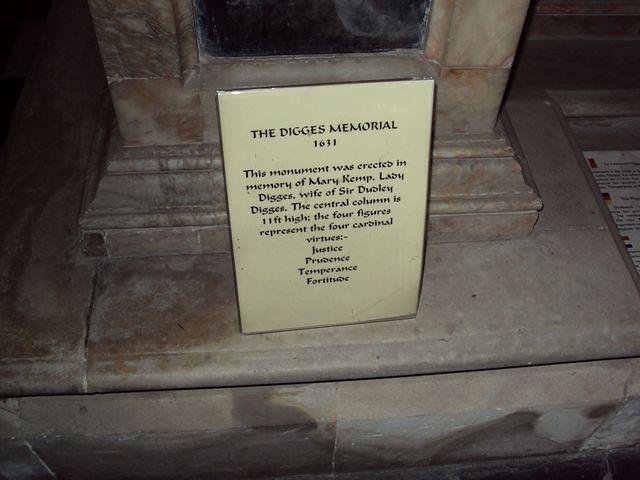 THE DIGGES MEMORIAL
1631
This monument was erected in
memory of Mary Kemp, Lady
Digges, wife of Sir Dudley
Digges. The central column is
11ft high; the four figures
represent the four cardinal
virtues:-
Justice
Prudence
Temperance
Fortitude